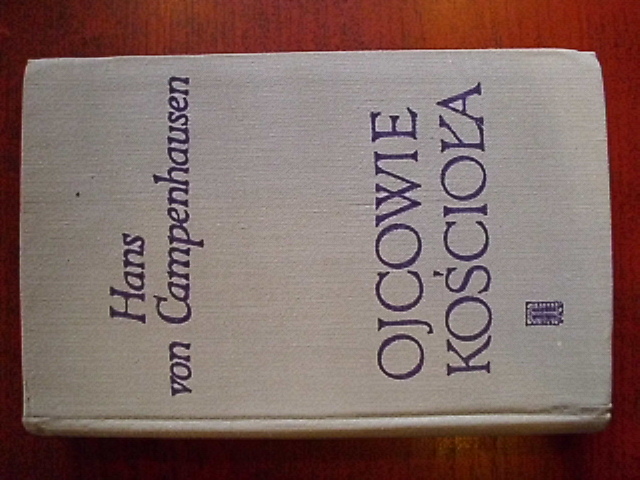 Hans
von Campenhausen
OJCOWIE
KOŚCIOŁA